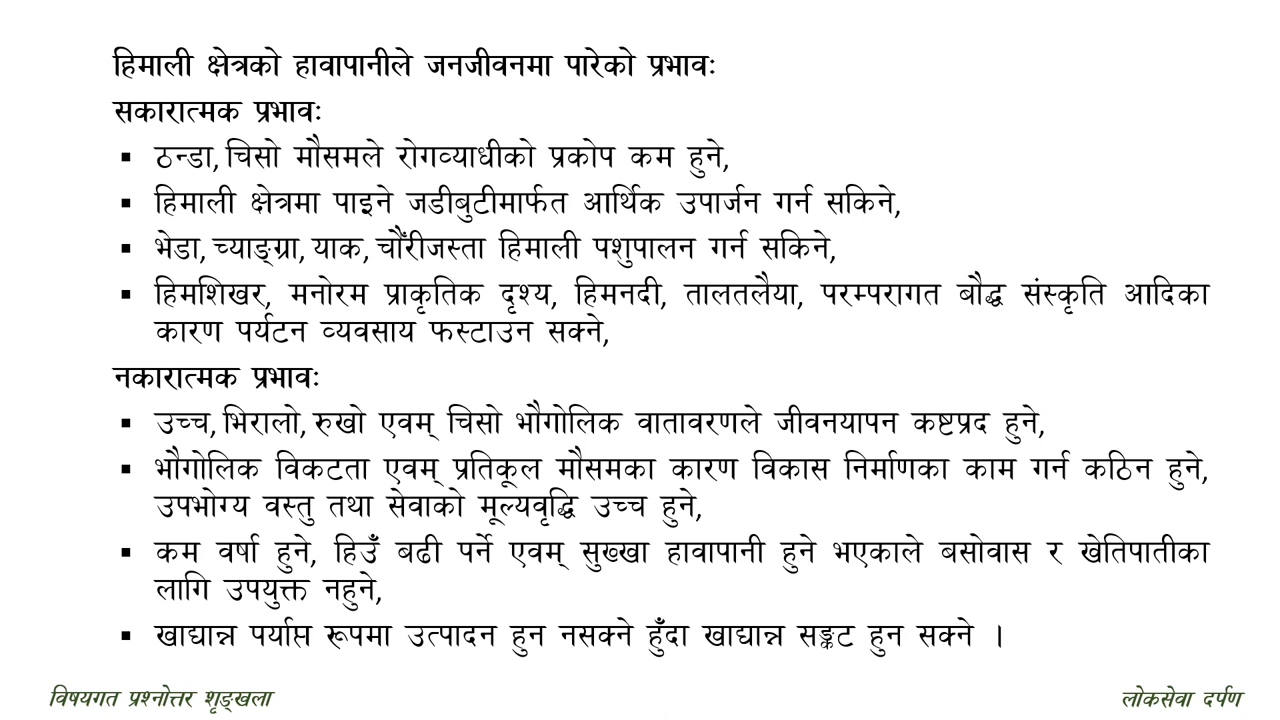 हिमाली क्षेत्रको हावापानीले जनजीवनमा पारेको प्रभावः
सकारात्मक प्रभावः
▪ ठन्डा, चिसो मौसमले रोगव्याधीको प्रकोप कम हुने,
▪ हिमाली क्षेत्रमा पाइने जडीबुटीमार्फत आर्थिक उपार्जन गर्न सकिने,
▪ भेडा, च्याङ्ग्रा, याक, चौंरीजस्ता हिमाली पशुपालन गर्न सकिने,
▪ हिमशिखर, मनोरम प्राकृतिक दृश्य, हिमनदी, तालतलैया, परम्परागत बौद्ध संस्कृति आदिका
कारण पर्यटन व्यवसाय फस्टाउन सक्ने,
नकारात्मक प्रभावः
▪ उच्च, भिरालो, रुखो एवम् चिसो भौगोलिक वातावरणले जीवनयापन कष्टप्रद हुने,
▪ भौगोलिक विकटता एवम् प्रतिकूल मौसमका कारण विकास निर्माणका काम गर्न कठिन हुने,
उपभोग्य वस्तु तथा सेवाको मूल्यवृद्धि उच्च हुने,
▪ कम वर्षा हुने, हिउँ बढी पर्ने एवम् सुख्खा हावापानी हुने भएकाले बसोवास र खेतिपातीका
लागि उपयुक्त नहुने,
▪ खाद्यान्न पर्याप्त रूपमा उत्पादन हुन नसक्ने हुँदा खाद्यान्न सङ्कट हुन सक्ने ।
विषयगत प्रश्नोत्तर शृङ्खला
लोकसेवा दर्पण